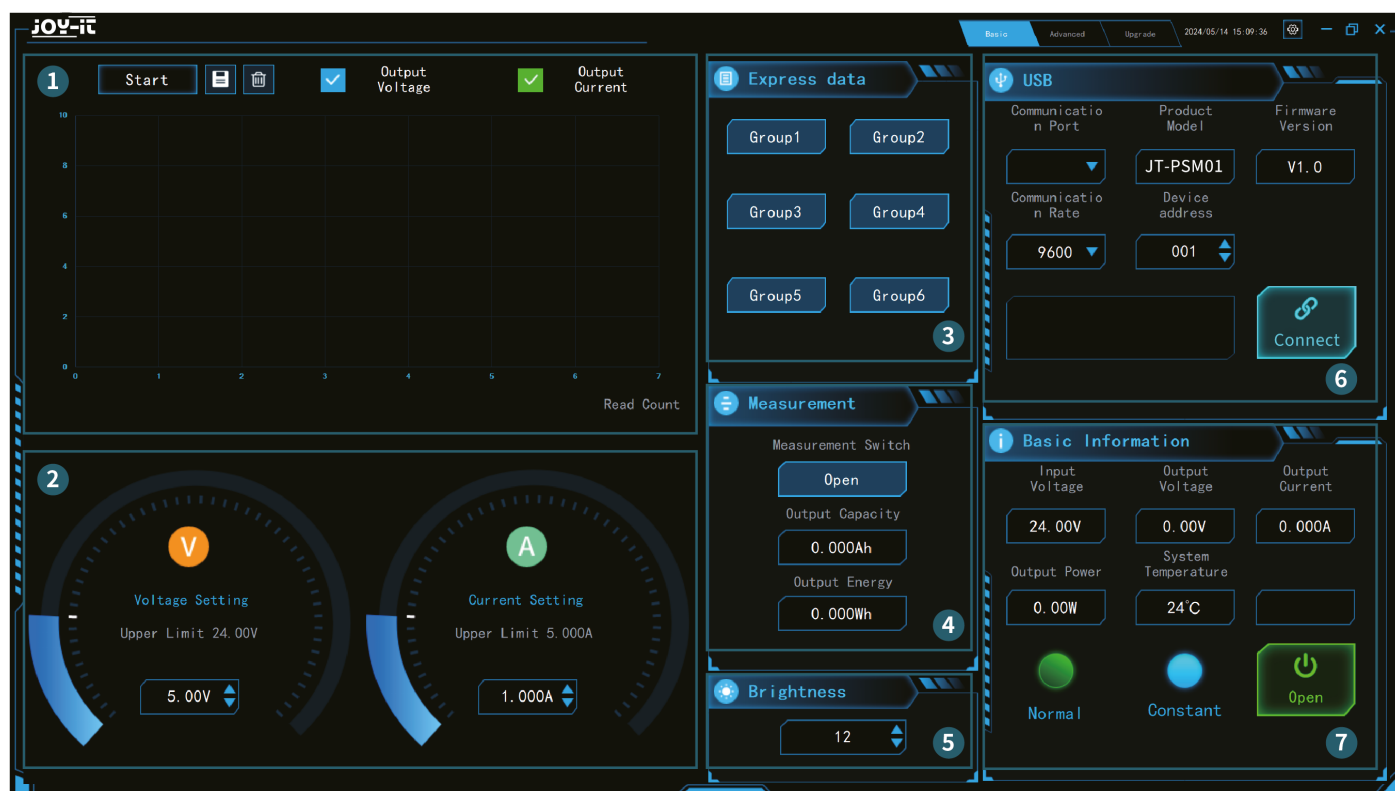 JOY-iT
Basic Advanced Upgrade 2024/05/14 15:09:36
1
Start
Output
Voltage
Output
Current
10
8
6
4
2
0
0 1 2 3 4 5 6 7
Read Count
2
V
Voltage Setting
Upper Limit 24.00V
5.00V
A
Current Setting
Upper Limit 5.000A
1.000A
Express data
Group1 Group2
Group3 Group4
Group5 Group6
3
Measurement
Measurement Switch
Open
Output Capacity
0.000Ah
Output Energy
0.000Wh
4
Brightness
12
5
USB
Communicatio
n Port
Product
Model
Firmware
Version
JT-PSM01 V1.0
Communicatio
n Rate
Device
address
9600 001
Connect
6
Basic Information
Input
Voltage
Output
Voltage
Output
Current
24.00V 0.00V 0.000A
Output Power
System
Temperature
0.00W 24℃
Normal Constant Open
7